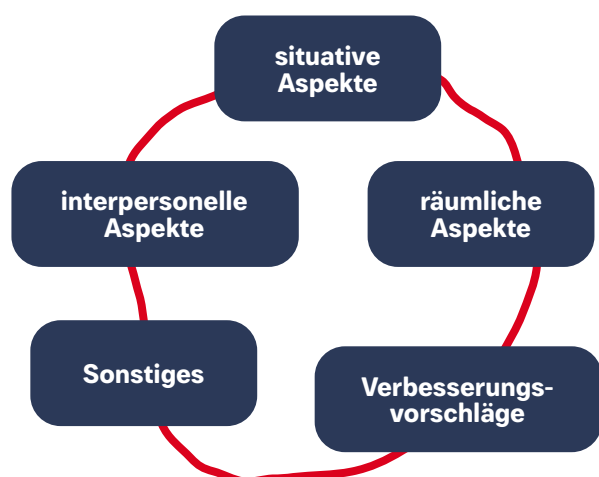 situative
Aspekte
interpersonelle
Aspekte
räumliche
Aspekte
Sonstiges
Verbesserungs-
vorschläge